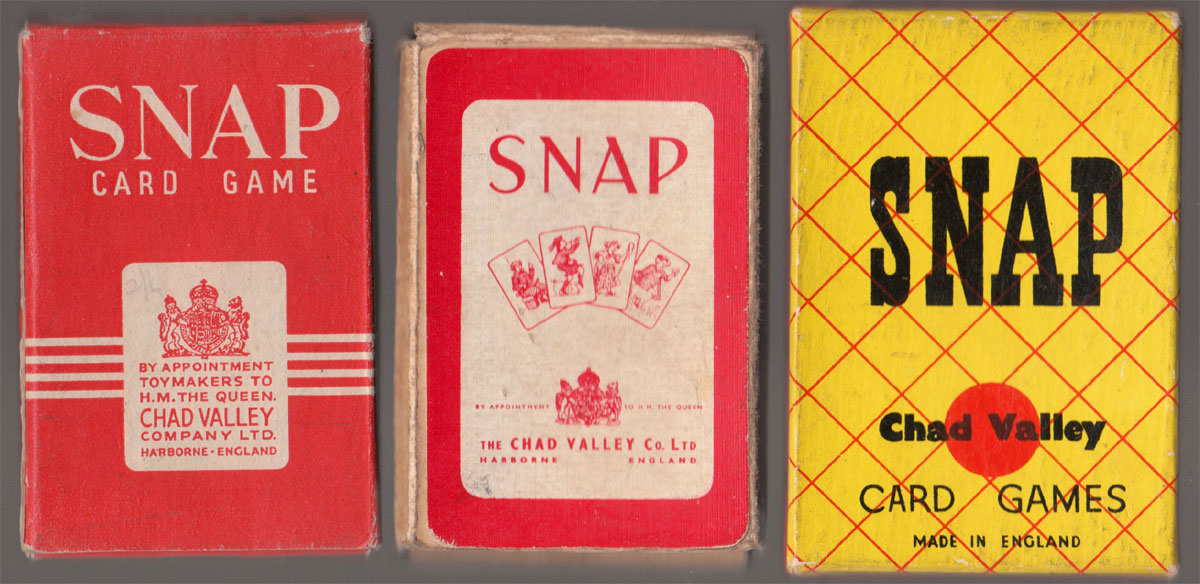 SNAP
CARD GAME
BY APPOINTMENT
TOYMAKERS TO
H.M. THE QUEEN.
CHAD VALLEY
COMPANY LTD.
HARBORNE - ENGLAND
SNAP
BY APPOINTMENT TO H.M. THE QUEEN
THE CHAD VALLEY Co. LTD
HARBORNE ENGLAND
SNAP
Chad Valley
CARD GAMES
MADE IN ENGLAND